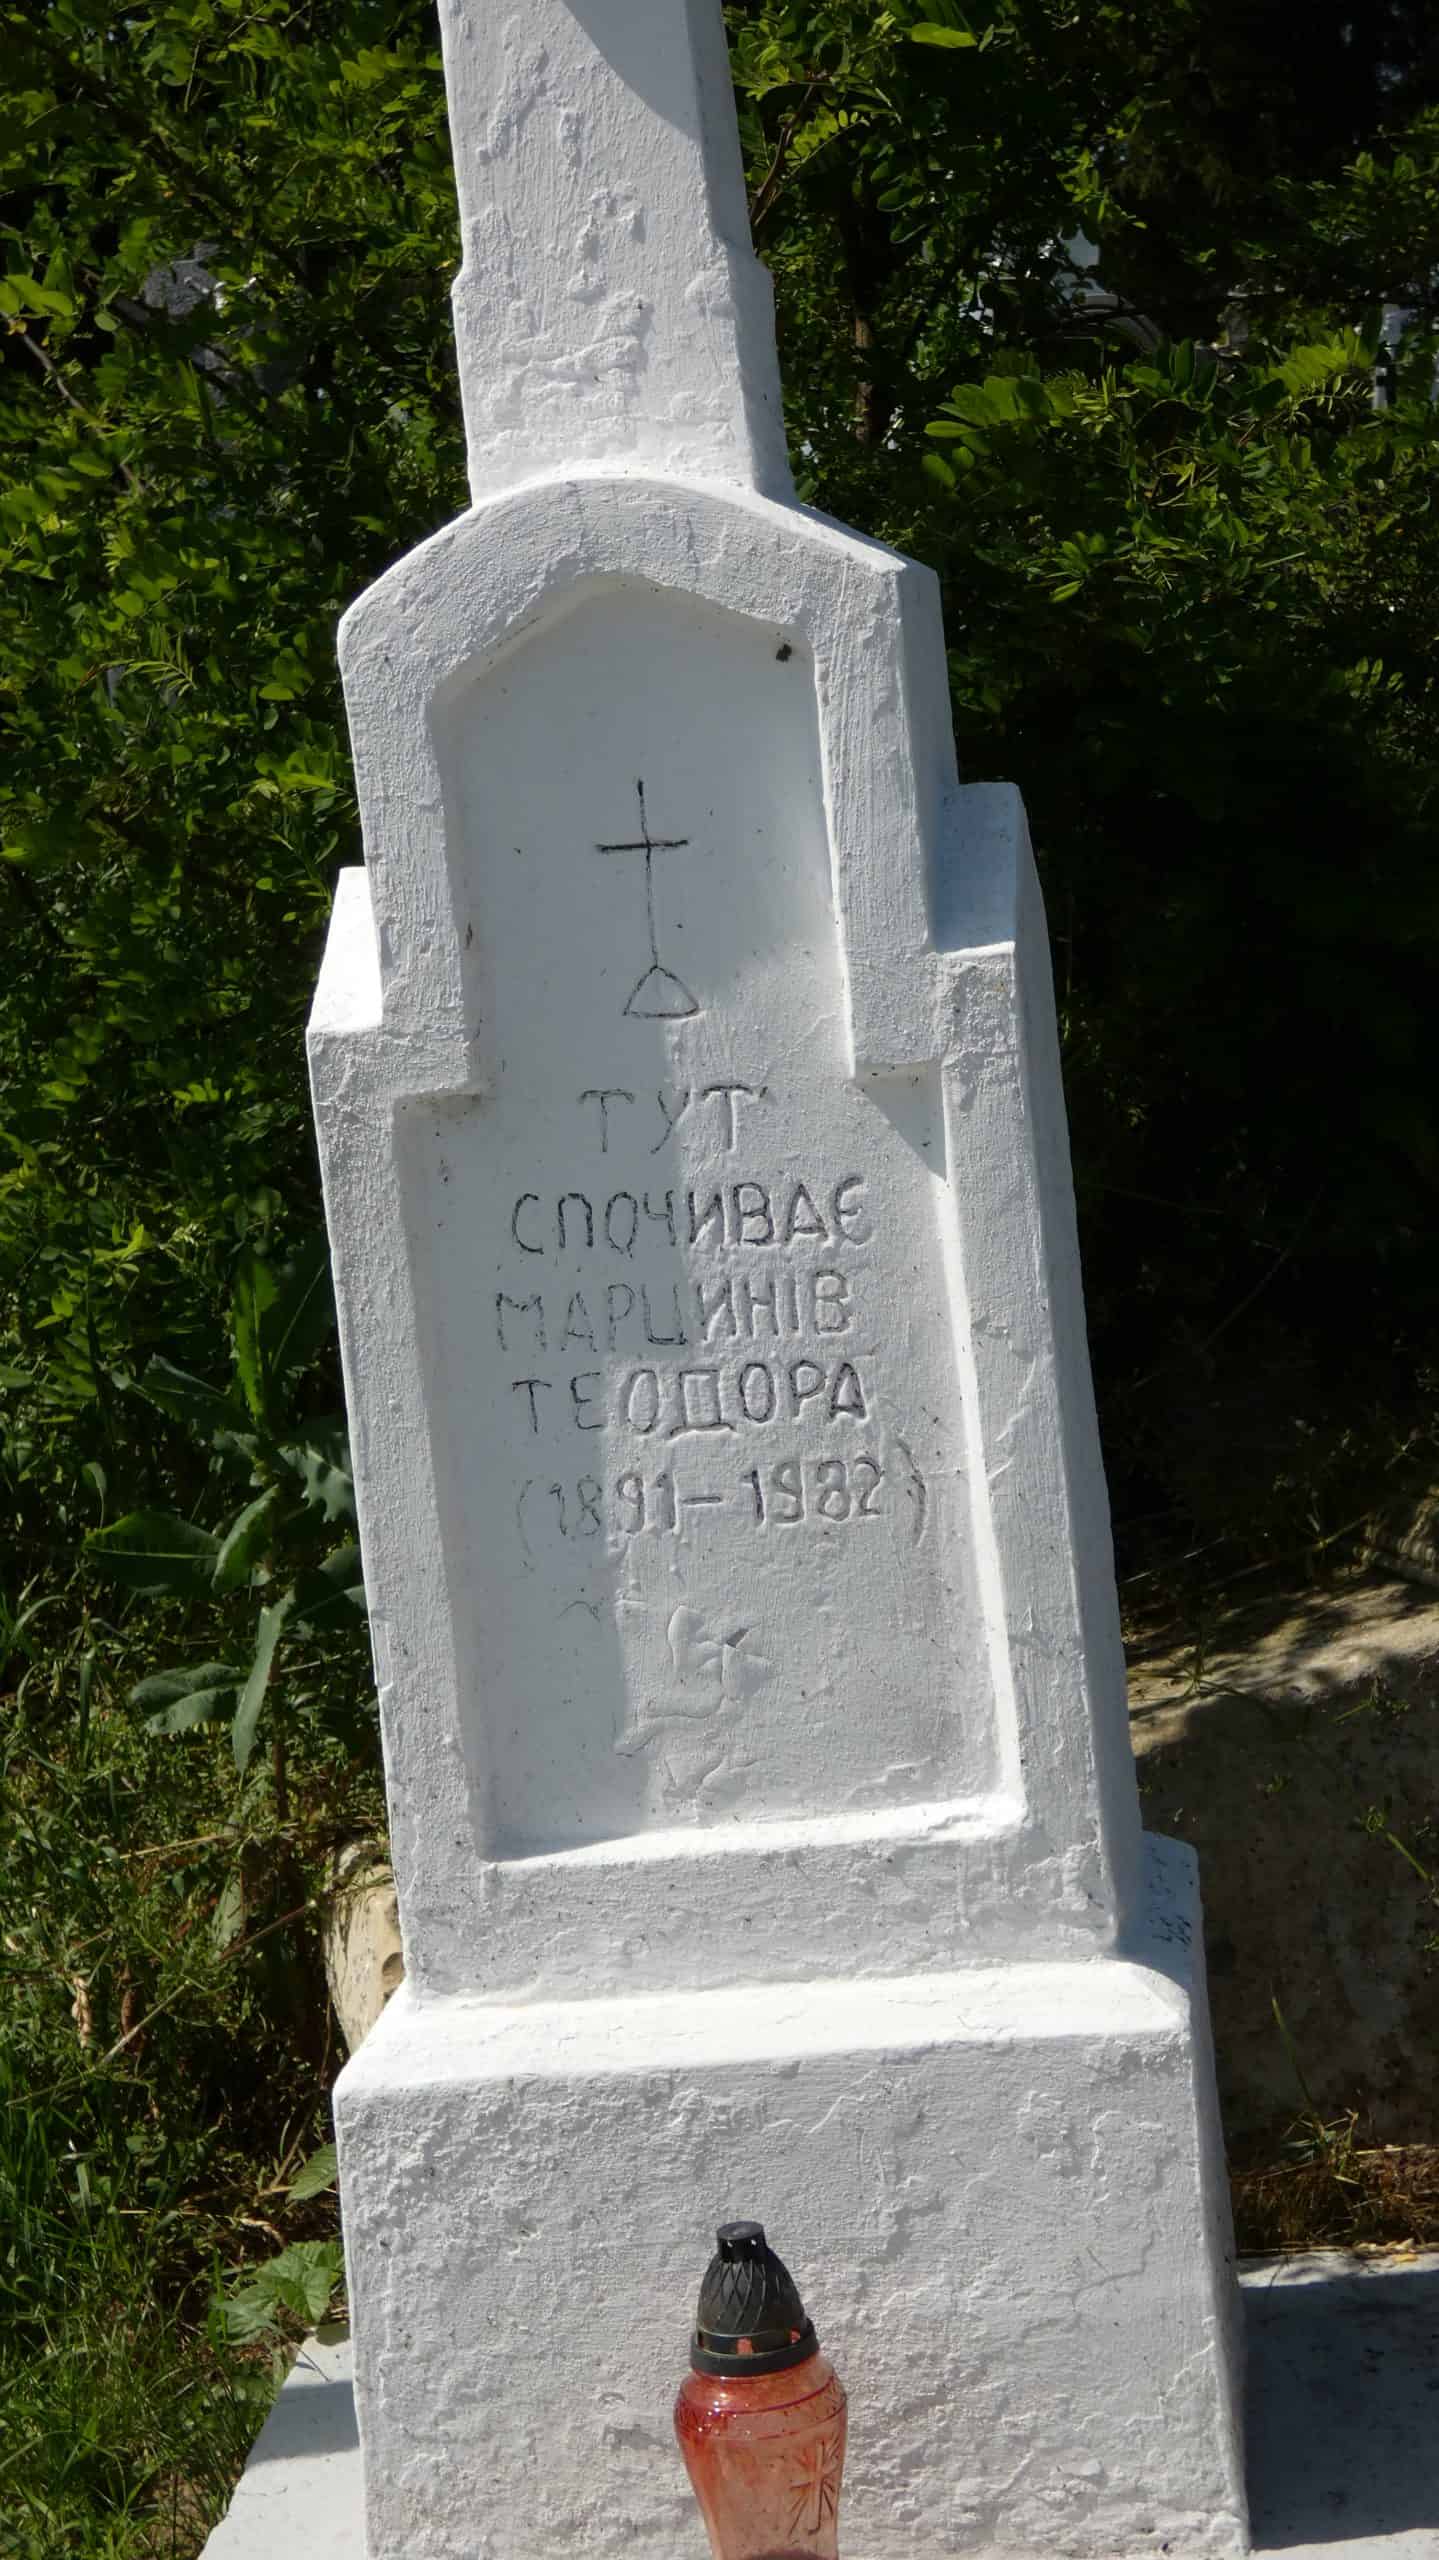 ТУТ
СПОЧИВАЄ
МАРЦИНІВ
ТЕОДОРА
(1891-1982)